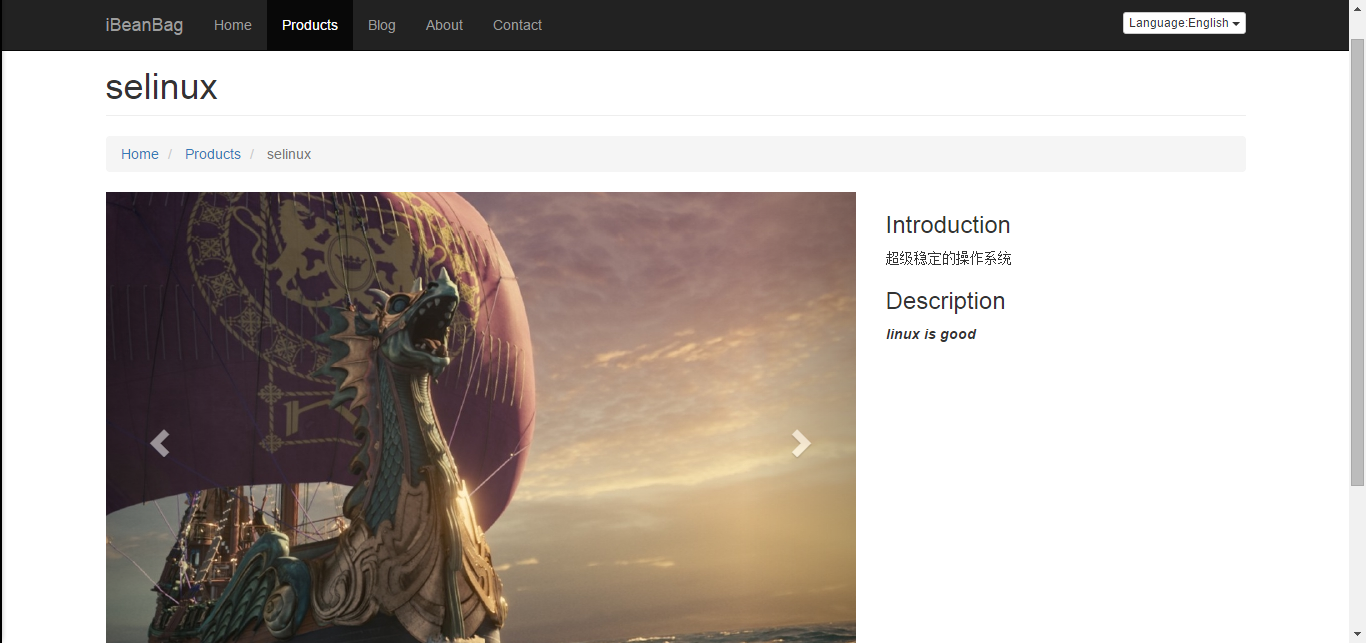 iBeanBag Home Products Blog About Contact Language:English
selinux
Home / Products / selinux
Introduction
超级稳定的操作系统
Description
linux is good